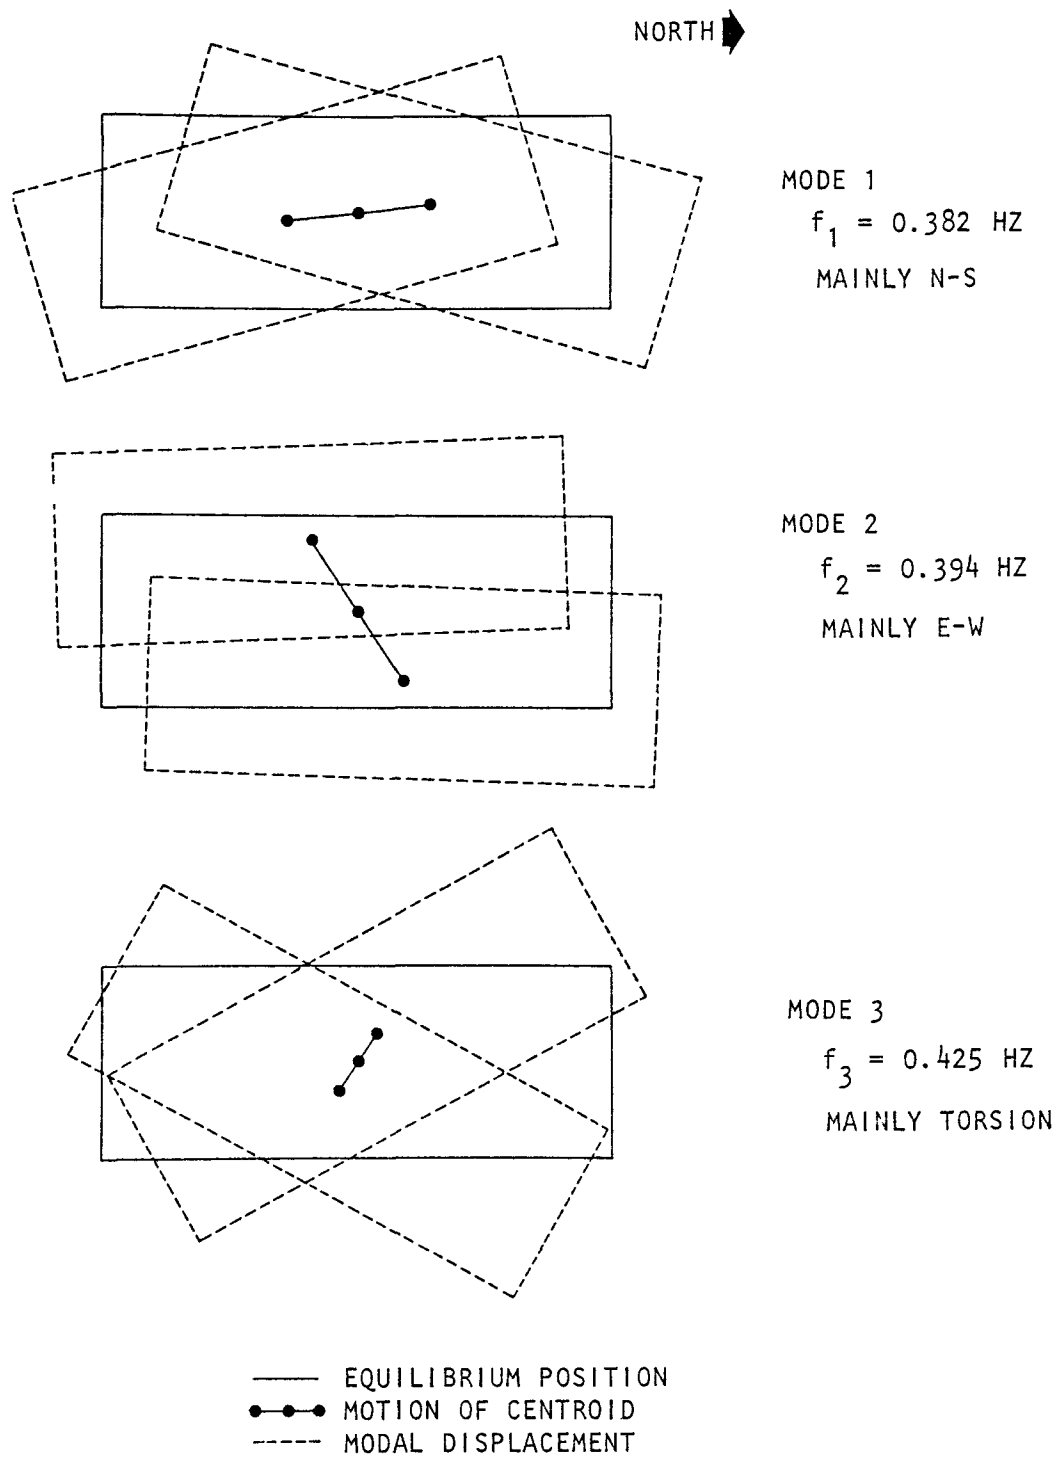 NORTH
MODE 1
f1 = 0.382 HZ
MAINLY N-S
MODE 2
f2 = 0.394 HZ
MAINLY E-W
MODE 3
f3 = 0.425 HZ
MAINLY TORSION
EQUILIBRIUM POSITION
MOTION OF CENTROID
MODAL DISPLACEMENT